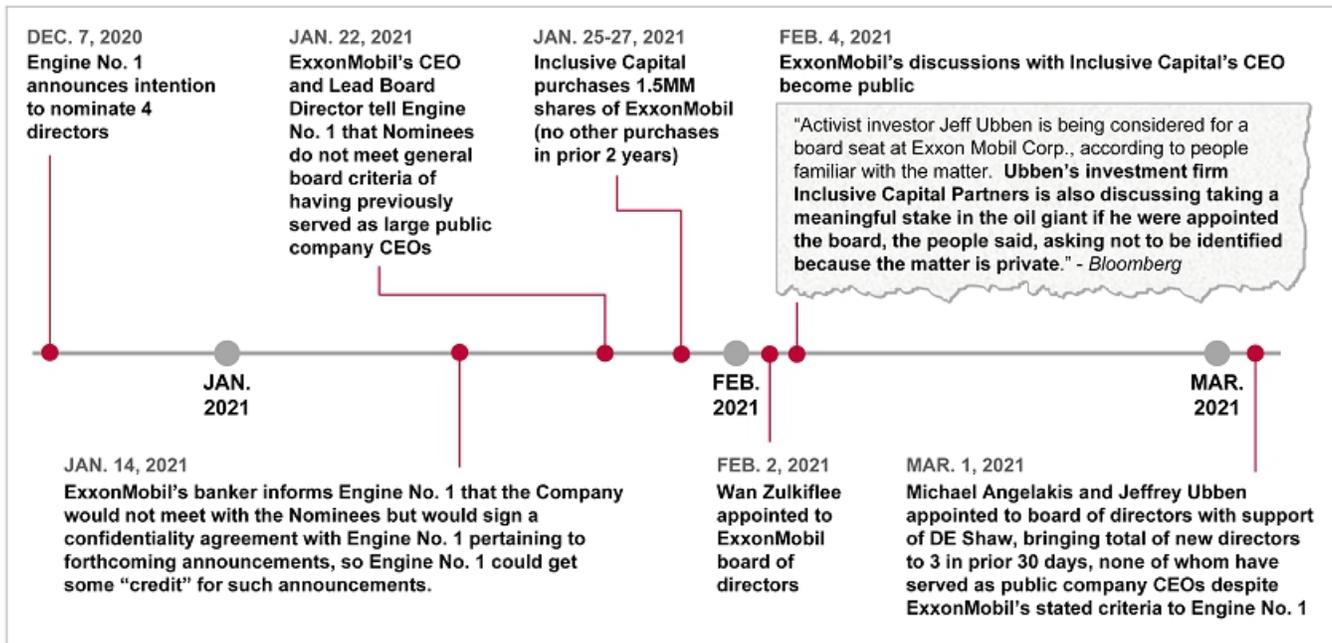 DEC. 7, 2020
Engine No. 1
announces intention
to nominate 4
directors
JAN. 22, 2021
ExxonMobil's CEO
and Lead Board
Director tell Engine
No. 1 that Nominees
do not meet general
board criteria of
having previously
served as large public
company CEOs
JAN. 25-27, 2021
Inclusive Capital
purchases 1.5MM
shares of ExxonMobil
(no other purchases
in prior 2 years)
FEB. 4, 2021
ExxonMobil's discussions with Inclusive Capital's CEO
become public
“Activist investor Jeff Ubben is being considered for a
board seat at Exxon Mobil Corp., according to people
familiar with the matter. Ubben's investment firm
Inclusive Capital Partners is also discussing taking a
meaningful stake in the oil giant if he were appointed
the board, the people said, asking not to be identified
because the matter is private.” - Bloomberg
JAN.
2021
FEB.
2021
MAR.
2021
JAN. 14, 2021
ExxonMobil's banker informs Engine No. 1 that the Company
would not meet with the Nominees but would sign a
confidentiality agreement with Engine No. 1 pertaining to
forthcoming announcements, so Engine No. 1 could get
some “credit” for such announcements.
FEB. 2, 2021
Wan Zulkiflee
appointed to
ExxonMobil
board of
directors
MAR. 1, 2021
Michael Angelakis and Jeffrey Ubben
appointed to board of directors with support
of DE Shaw, bringing total of new directors
to 3 in prior 30 days, none of whom have
served as public company CEOs despite
ExxonMobil's stated criteria to Engine No. 1